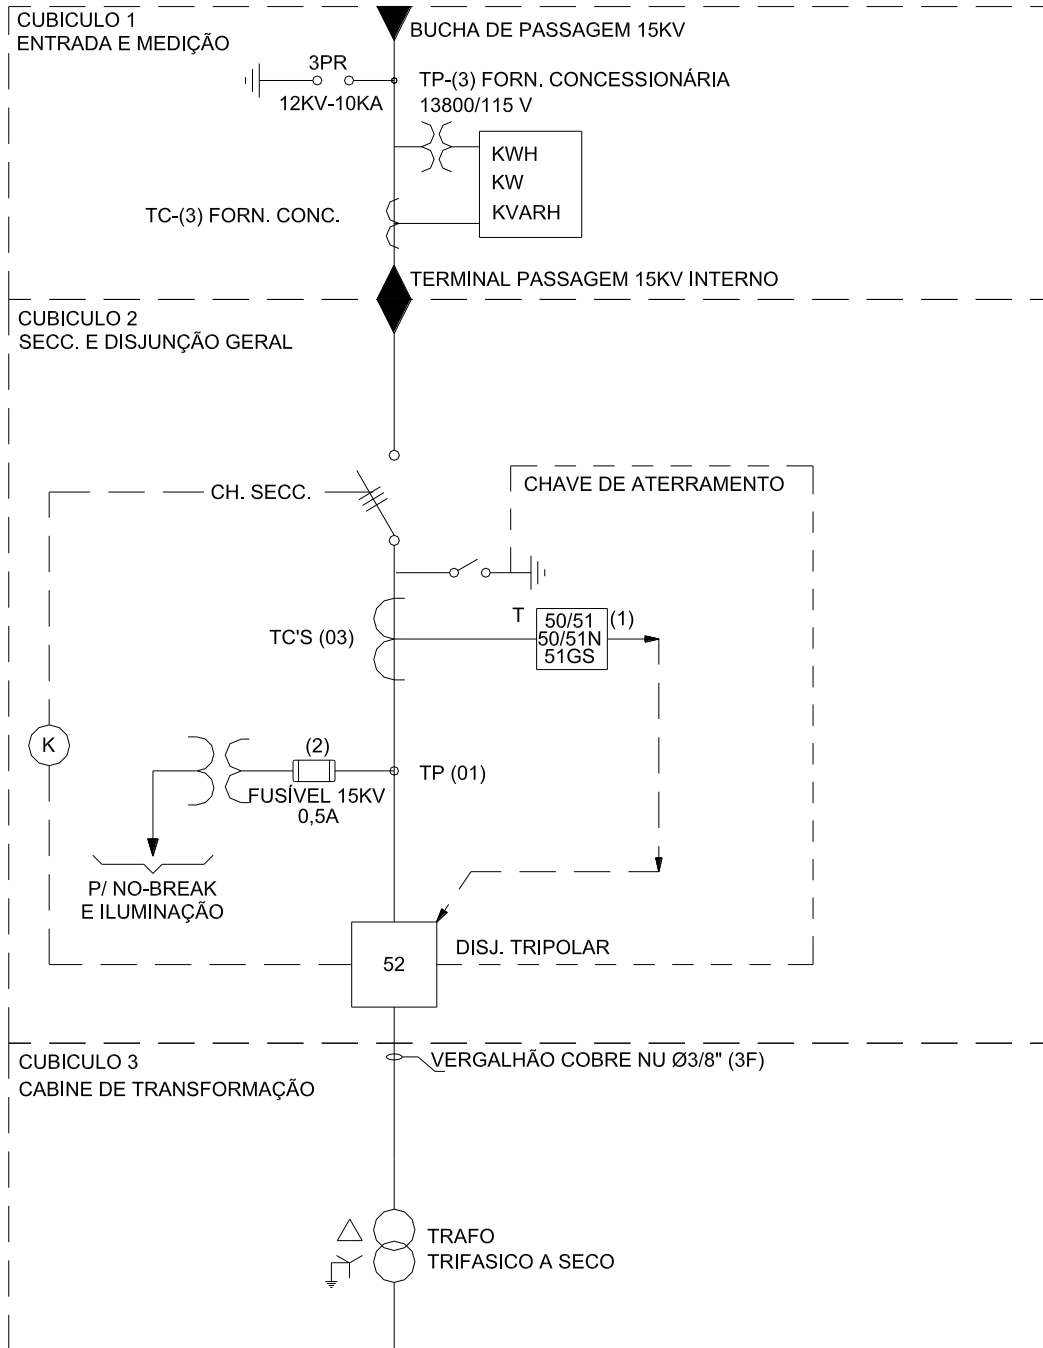 CUBICULO 1
ENTRADA E MEDIÇÃO
BUCHA DE PASSAGEM 15KV
3PR
12KV-10KA
TP-(3) FORN. CONCESSIONÁRIA
13800/115 V
KWH
KW
KVARH
TC-(3) FORN. CONC.
TERMINAL PASSAGEM 15KV INTERNO
CUBICULO 2
SECC. E DISJUNÇÃO GERAL
CH. SECC.
CHAVE DE ATERRAMENTO
TC'S (03)
T
50/51
50/51N
51GS
(1)
K
(2)
FUSÍVEL 15KV
0,5A
TP (01)
P/ NO-BREAK
E ILUMINAÇÃO
52
DISJ. TRIPOLAR
CUBICULO 3
CABINE DE TRANSFORMAÇÃO
VERGALHÃO COBRE NU Ø3/8" (3F)
TRAFO
TRIFASICO A SECO